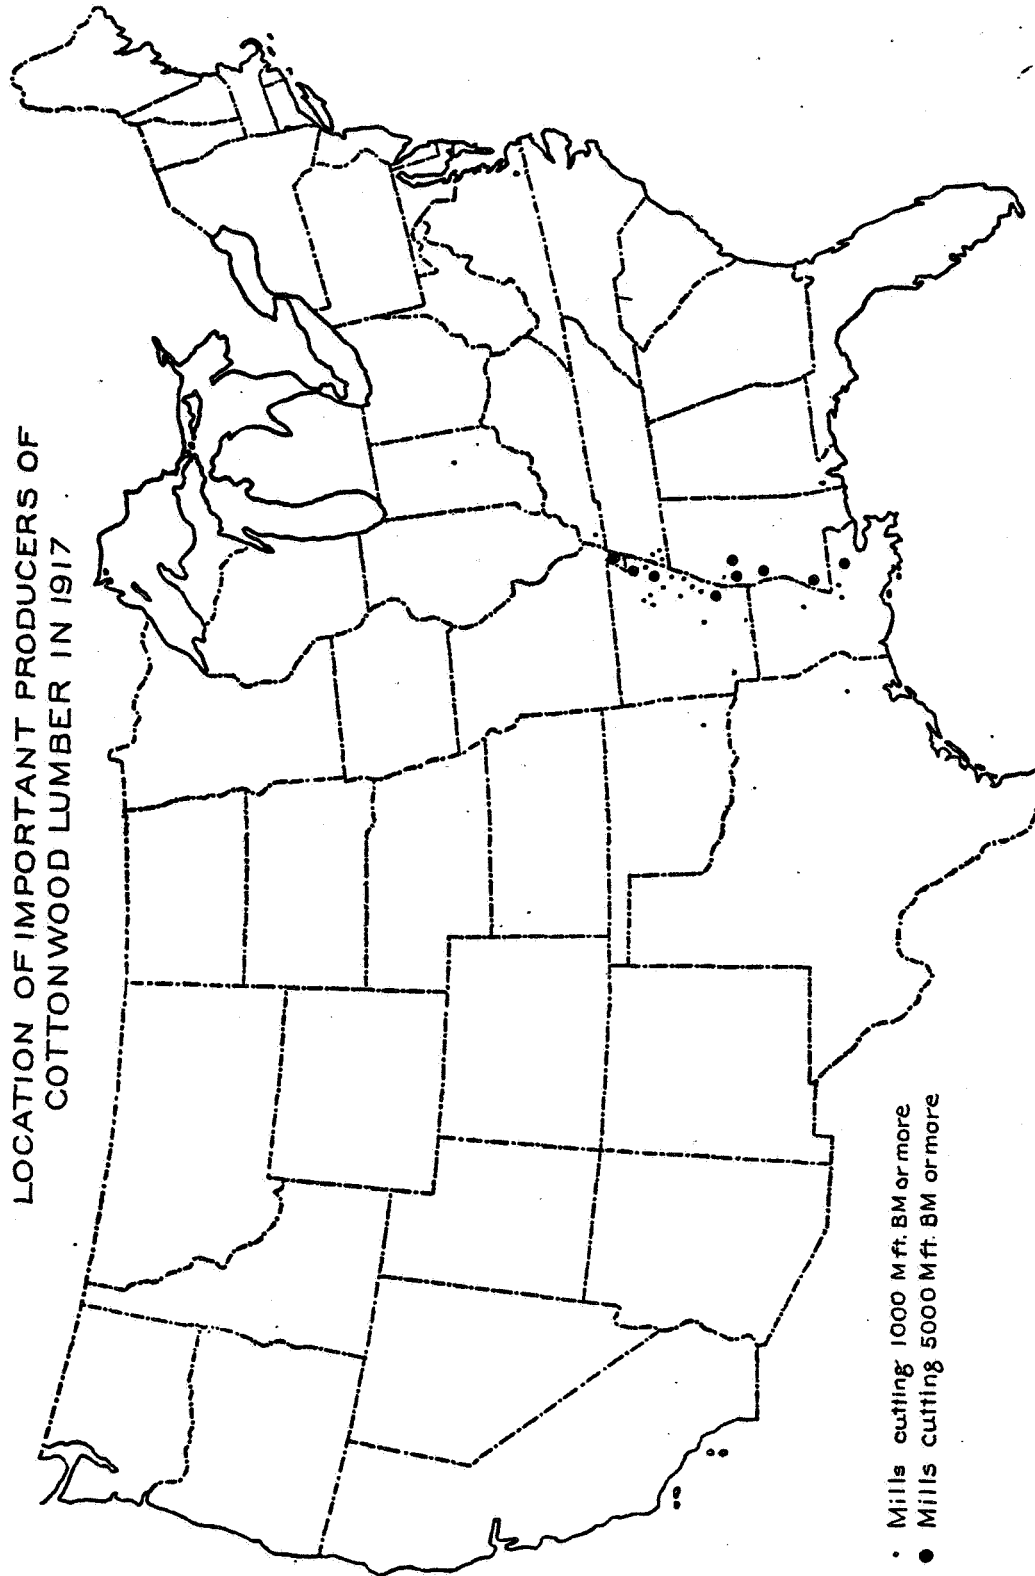 LOCATION OF IMPORTANT PRODUCERS OF
COTTONWOOD LUMBER IN 1917
· Mills cutting 1000 M ft. BM or more
● Mills cutting 5000 M ft. BM or more